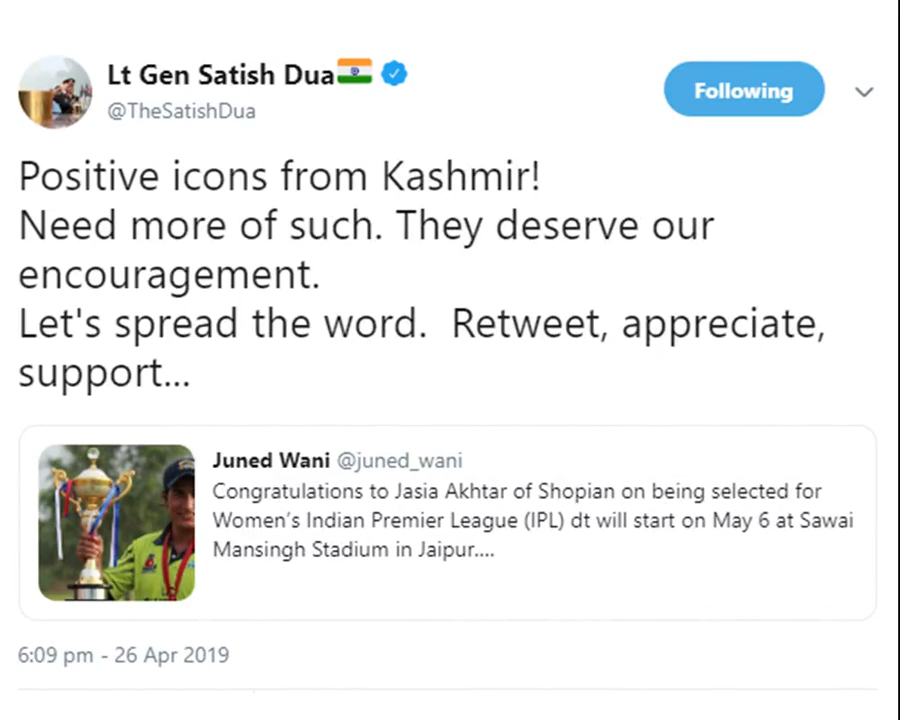 Lt Gen Satish Dua
@TheSatishDua
Following
Positive icons from Kashmir!
Need more of such. They deserve our
encouragement.
Let's spread the word.  Retweet, appreciate,
support...
Juned Wani @juned_wani
Congratulations to Jasia Akhtar of Shopian on being selected for
Women’s Indian Premier League (IPL) dt will start on May 6 at Sawai
Mansingh Stadium in Jaipur....
6:09 pm - 26 Apr 2019